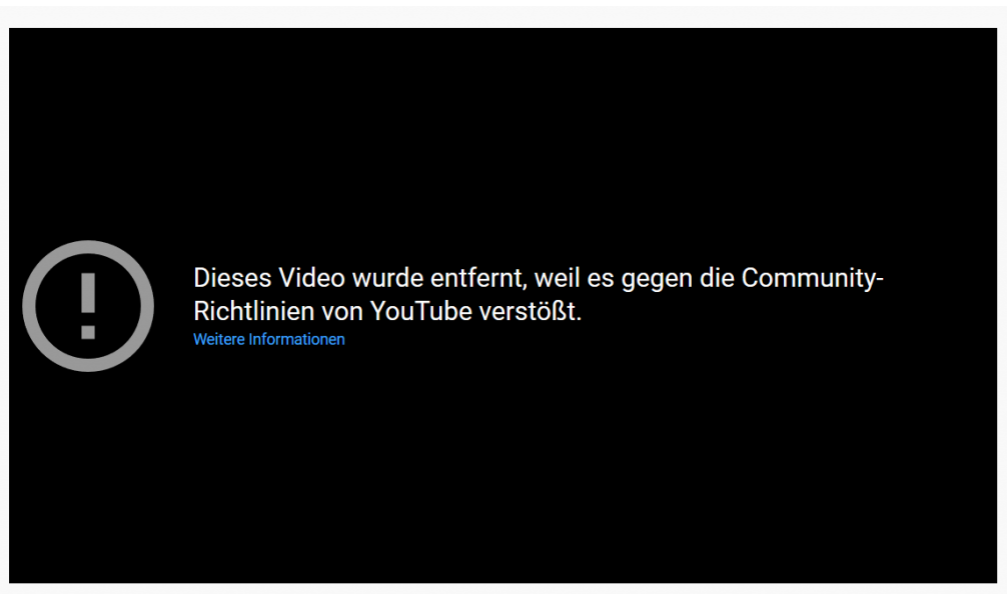 Dieses Video wurde entfernt, weil es gegen die Community-
Richtlinien von YouTube verstößt.
Weitere Informationen